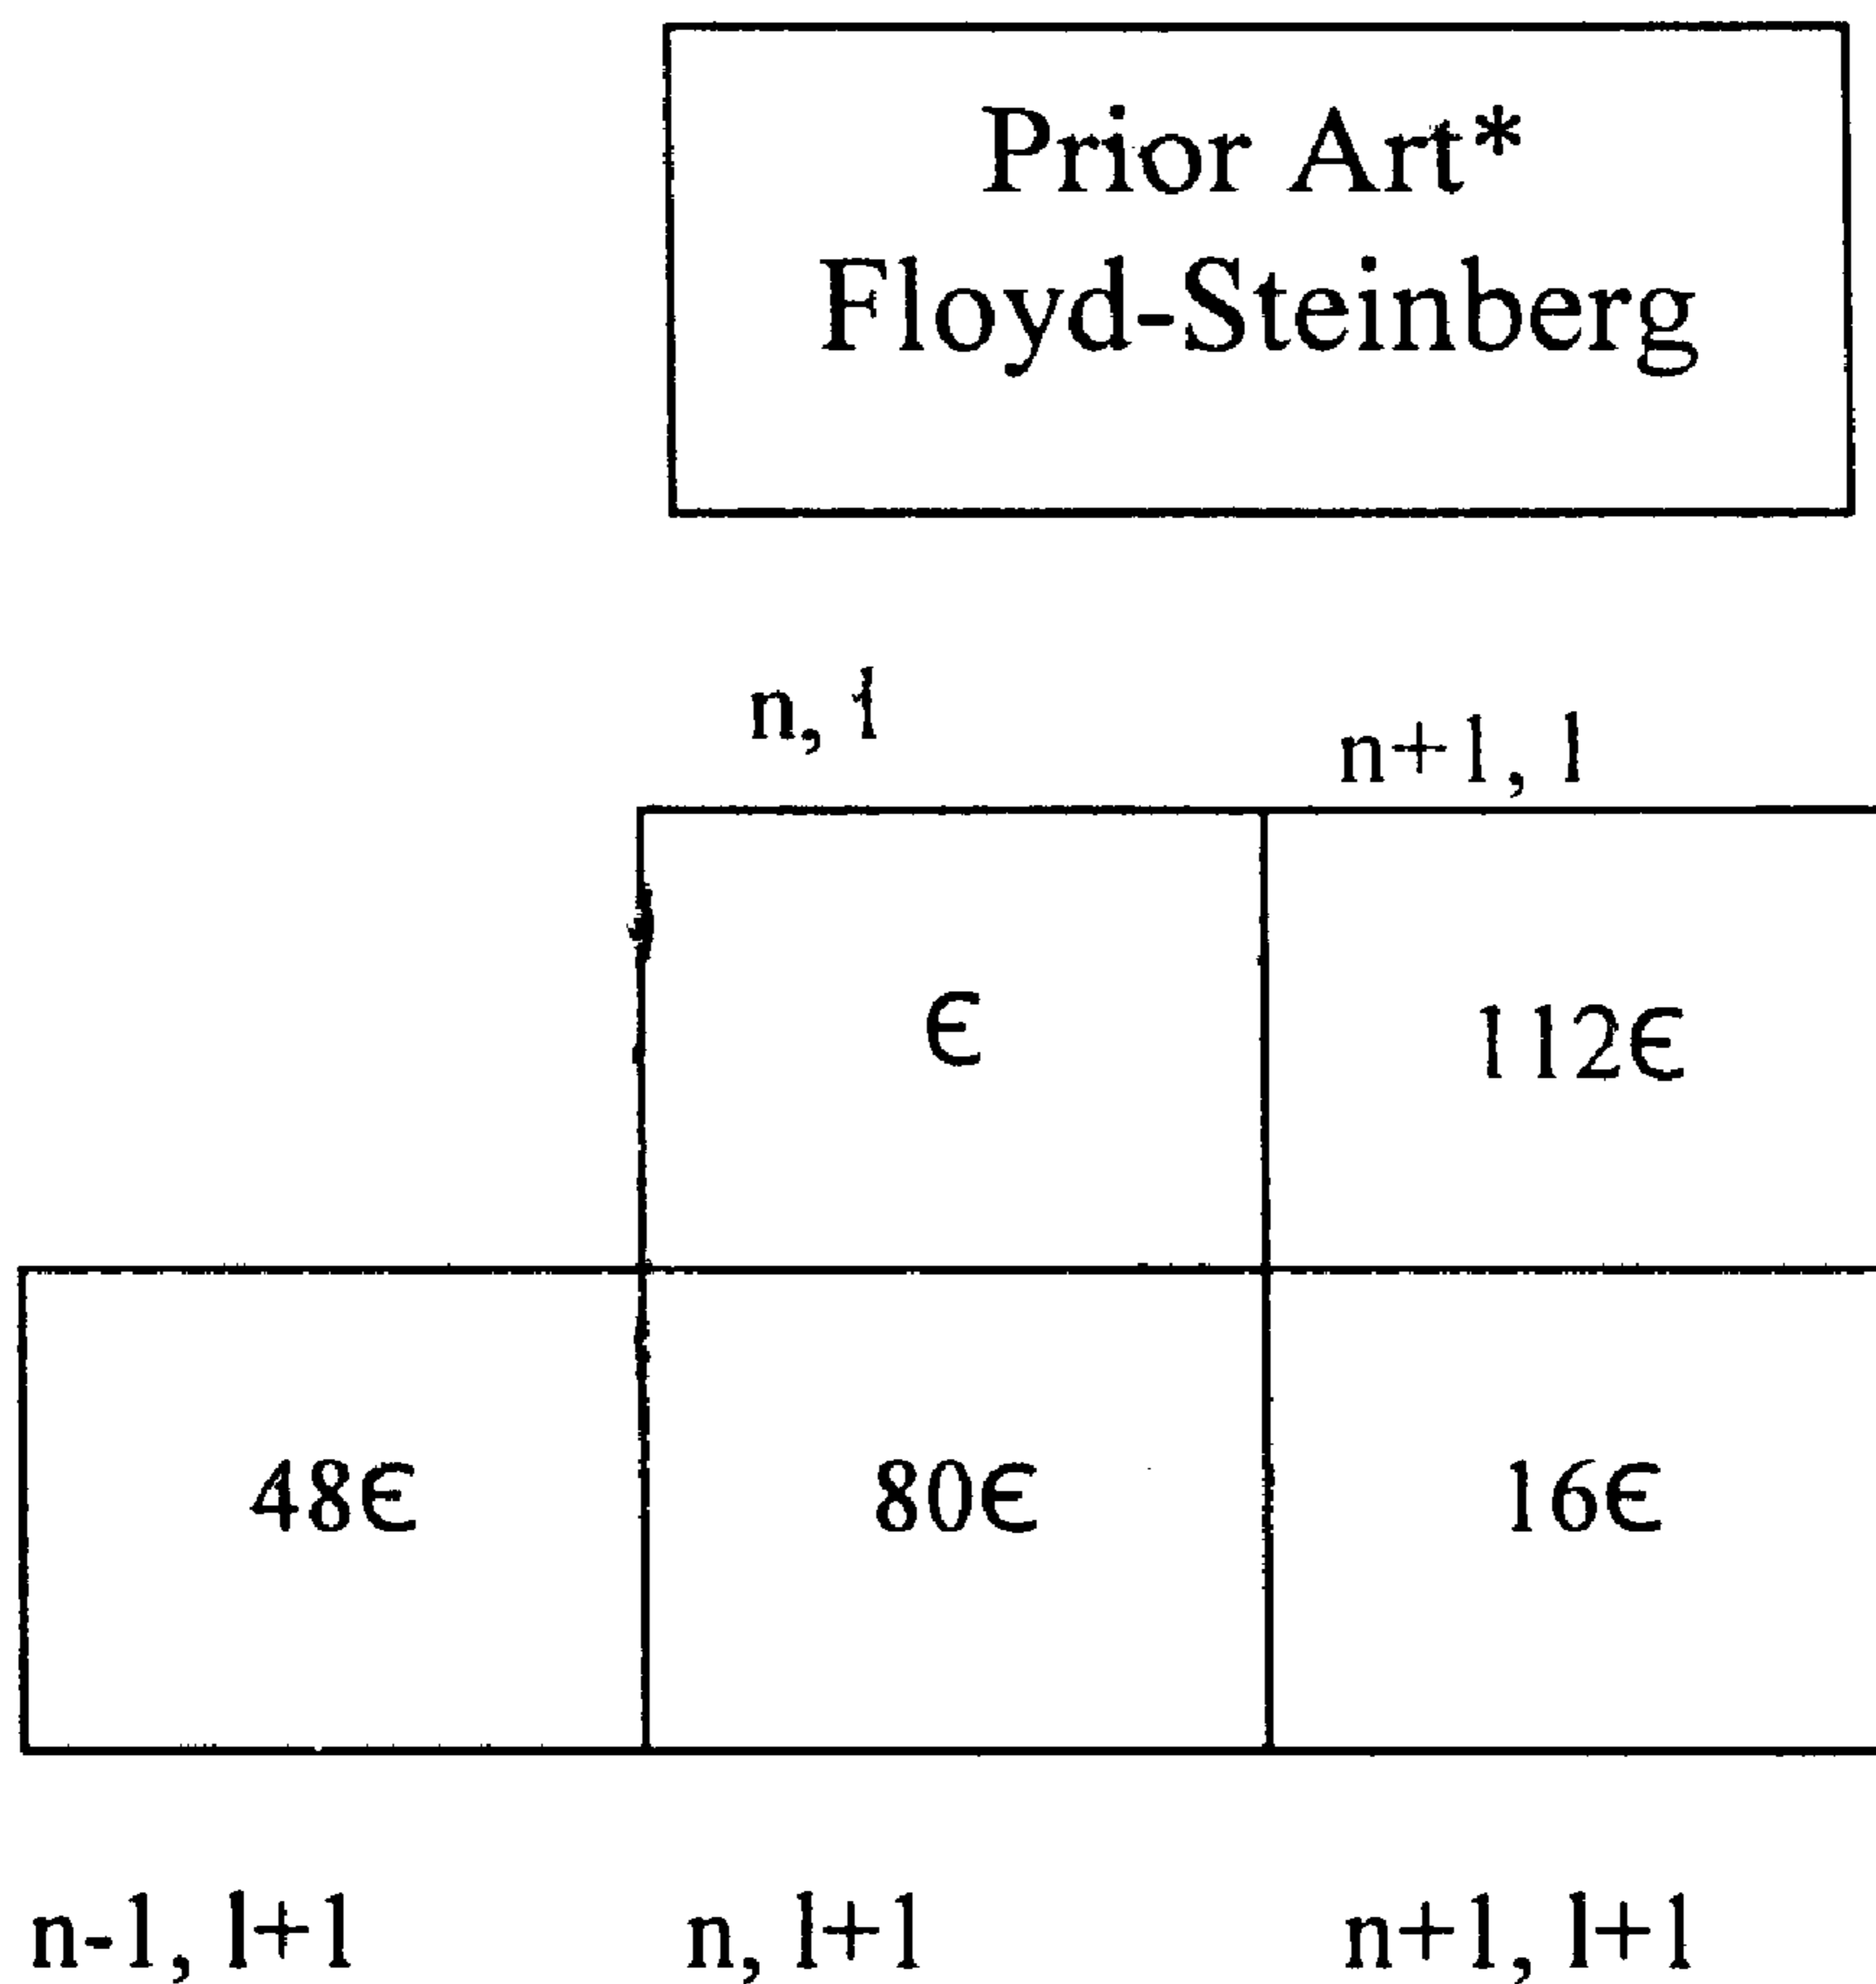 Prior Art*
Floyd-Steinberg
n, l
n+1, l
ϵ
112ϵ
48ϵ
80ϵ
16ϵ
n-1, l+1
n, l+1
n+1, l+1